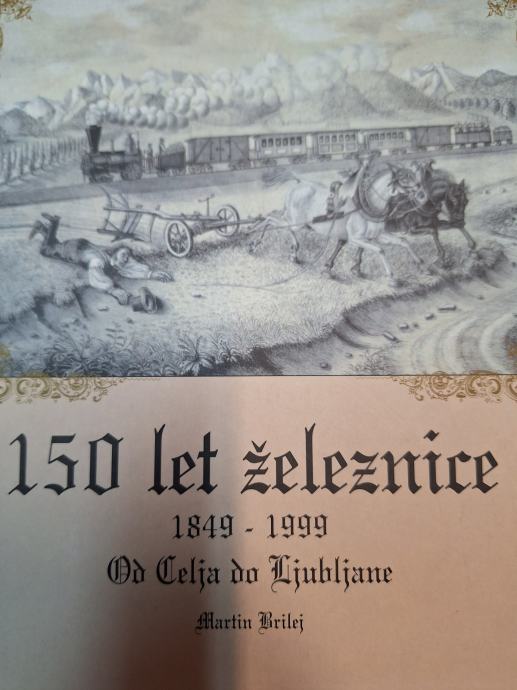 150 let železnice
1849 - 1999
Od Celja do Ljubljane
Martin Brilej